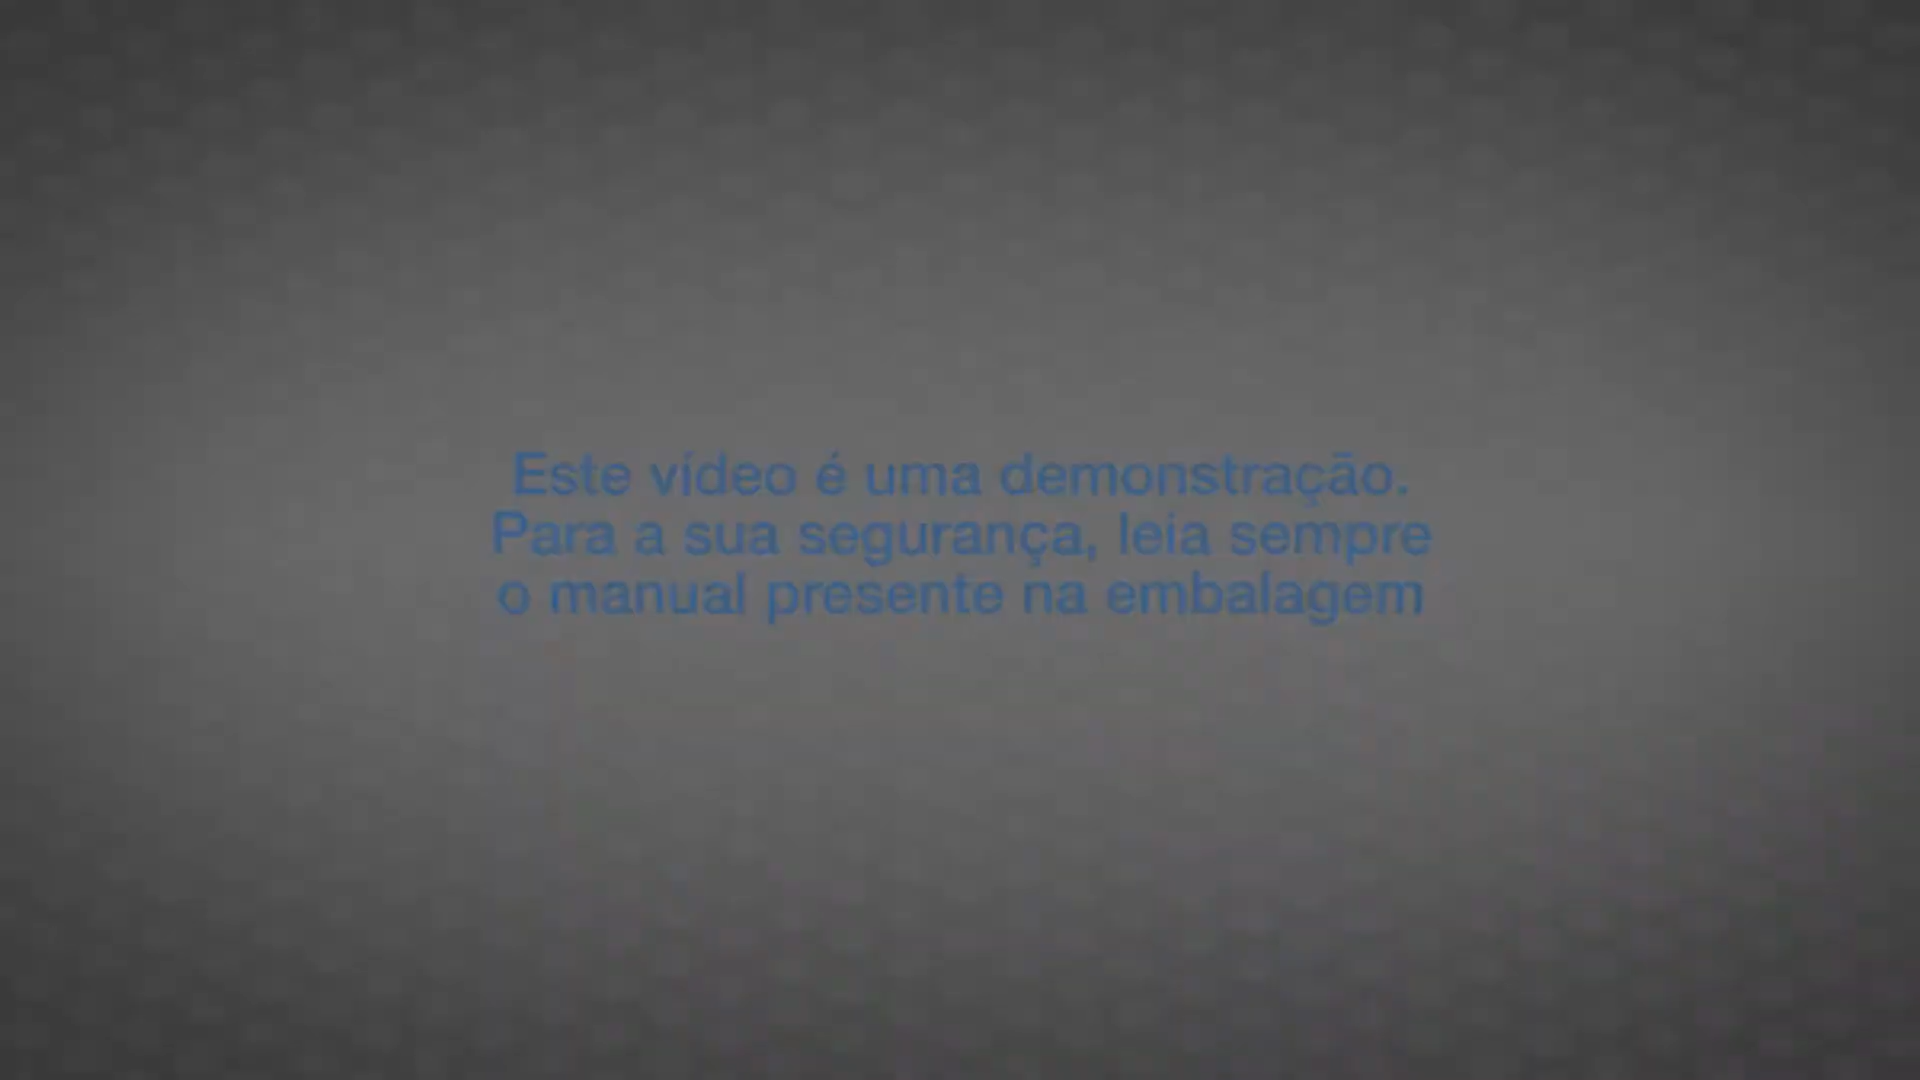 Este vídeo é uma demonstração.
Para a sua segurança, leia sempre
o manual presente na embalagem